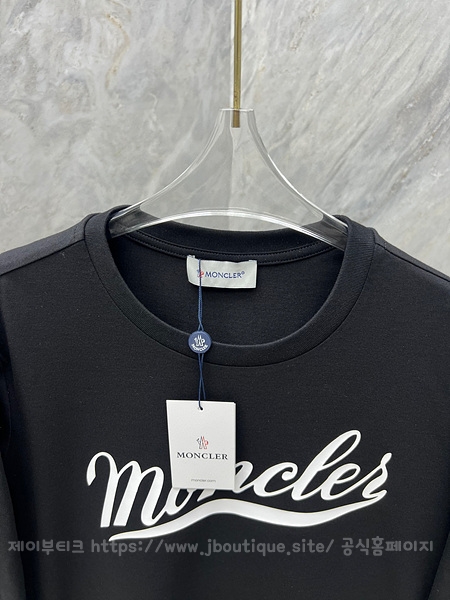 MONCLER®
MONCLER
moncler.com
Moncler
제이부티크 https://www.jboutique.site/ 공식홈페이지